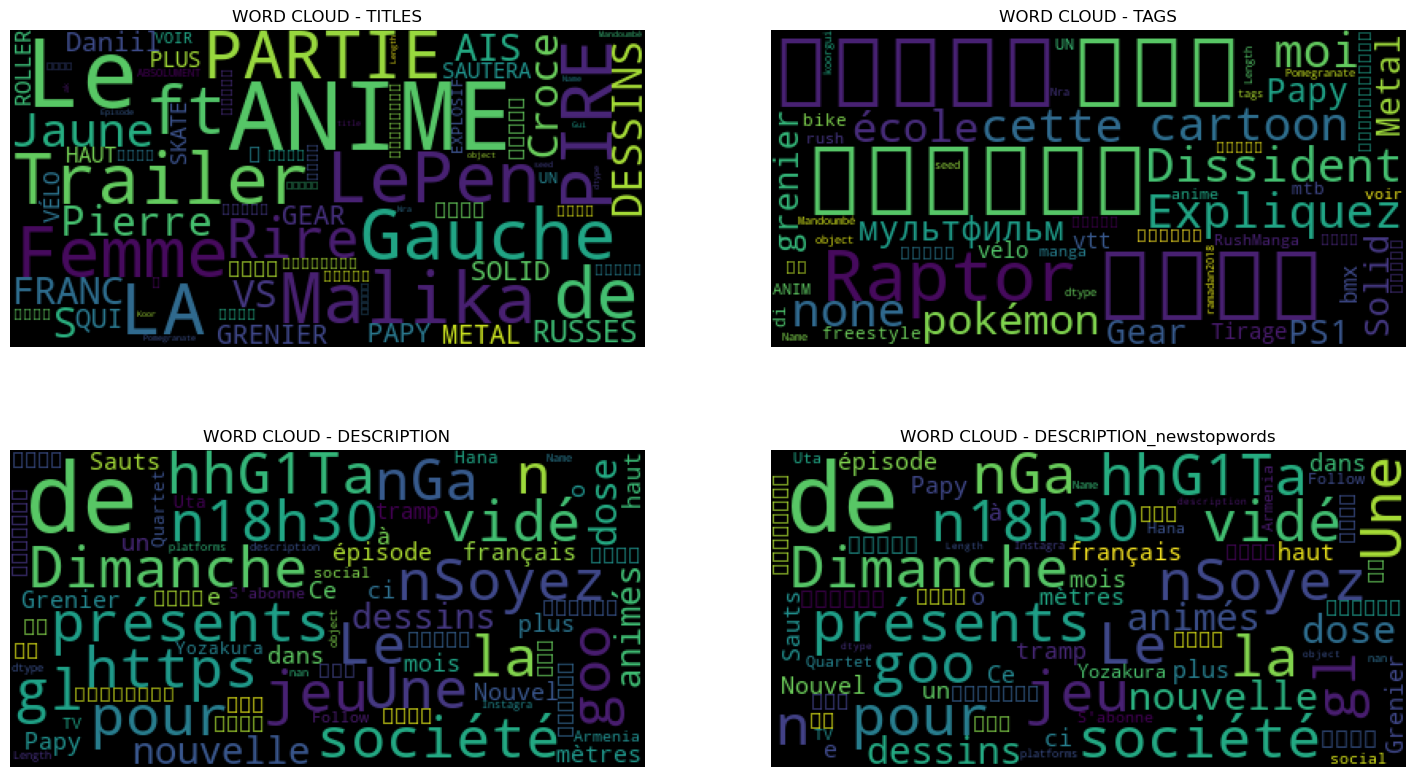 WORD CLOUD - TITLES
Le
ft
ANIME
PARTIE
Daniil
VOIR
PLUS
ABSOLUMENT
AIS
SAUTERA
Croce
PIRE
DESSINS
Mandoumbé
Length
Name
ROLLER
Jaune
Episode
SKATE
EXPLOSIF
title
Gui
HAUT
Trailer
LePen
object
seed
UN
dtype
VÉLO
Pierre
GEAR
Nra
Femme
Rire
Gauche
FRANC
VS
Malika
SOLID
de
S
QUI
LA
Koor
Pomegranate
GRENIER
PAPY
METAL
RUSSES
WORD CLOUD - TAGS
koorgui
UN
Length
moi
Pomegranate
Metal
Nra
tags
Papy
bike
rush
école
cette
cartoon
grenier
seed
Dissident
anime
mtb
voir
Expliquez
Mandoumbé
object
мультфильм
vtt
vélo
manga
RushManga
Raptor
dtype
ramadan2018
bmx
Solid
ANIM
di
none
Name
freestyle
pokémon
Gear
Tirage
PS1
WORD CLOUD - DESCRIPTION
de
Sauts
Quartet
hhG1Ta
Uta
nGa
Hana
n
Name
dose
haut
n18h30
tramp
o
vidé
un
platforms
description
à
épisode
français
Dimanche
social
nSoyez
Grenier
e
S'abonne
Ce
ci
dessins
animés
présents
object
plus
Yozakura
dans
Le
la
goo
dtype
https
nan
mois
gl
jeu
Une
Nouvel
Instagra
TV
pour
Follow
Papy
nouvelle
société
Armenia
Length
mètres
WORD CLOUD - DESCRIPTION_newstopwords
Uta
épisode
nGa
hhG1Ta
dans
Follow
Armenia
Une
de
Papy
Name
description
n18h30
à
Hana
vidé
Length
Instagra
français
haut
Dimanche
nSoyez
mois
mètres
Sauts
o
présents
animés
dose
tramp
Le
la
Quartet
dtype
goo
Yozakura
plus
object
nan
Ce
Nouvel
un
jeu
nouvelle
gl
Grenier
n
TV
e
pour
S'abonne
ci
dessins
société
platforms
social